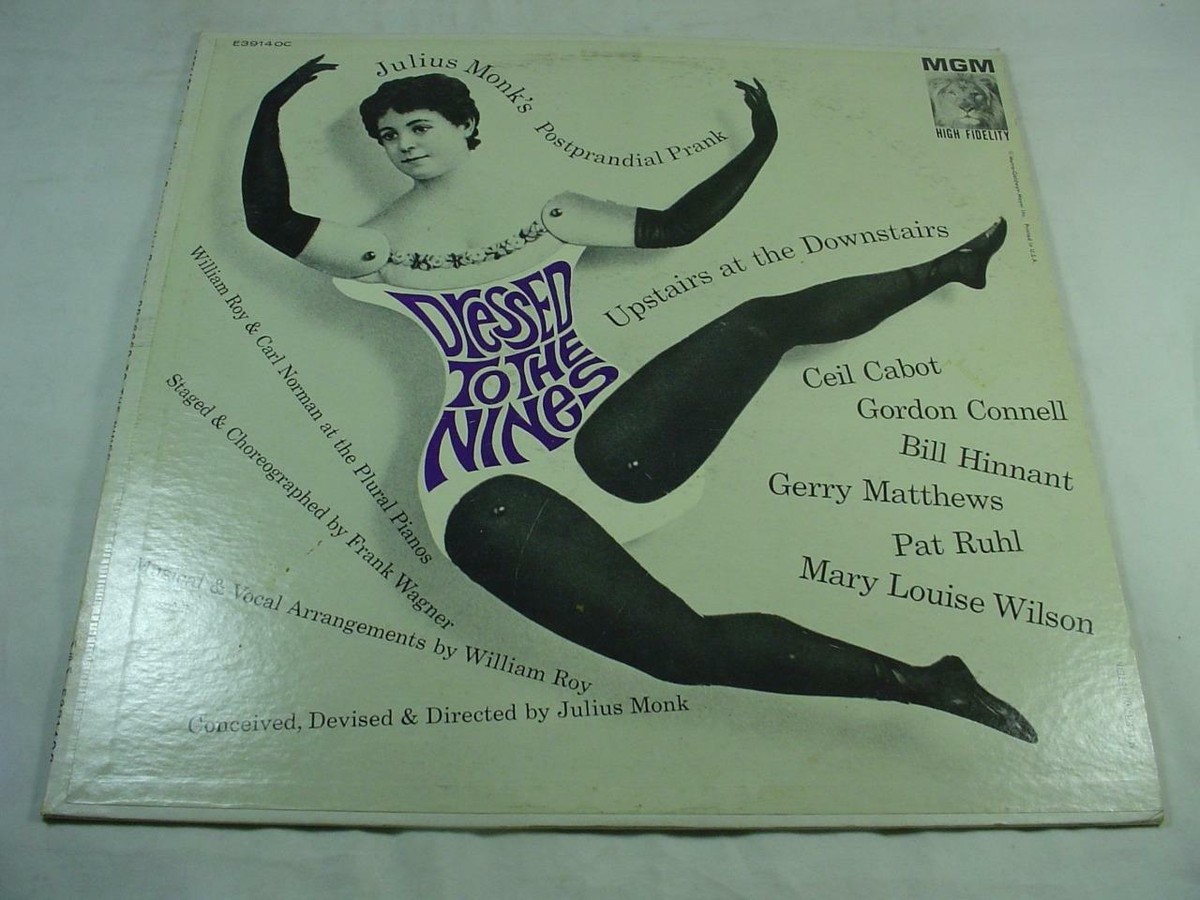 E3914OC
MGM
HIGH FIDELITY
Julius Monk's Postprandial Prank
Upstairs at the Downstairs
DRESSED
TO THE
NINES
William Roy & Carl Norman at the Plural Pianos
Staged & Choreographed by Frank Wagner
Musical & Vocal Arrangements by William Roy
Conceived, Devised & Directed by Julius Monk
Ceil Cabot
Gordon Connell
Bill Hinnant
Gerry Matthews
Pat Ruhl
Mary Louise Wilson